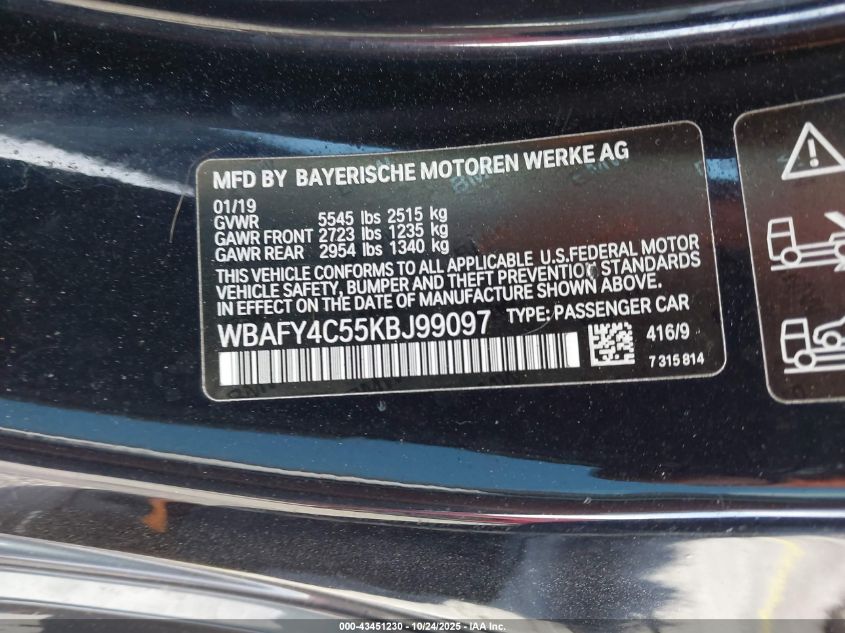 MFD BY BAYERISCHE MOTOREN WERKE AG
01/19
GVWR 5545 lbs 2515 kg
GAWR FRONT 2723 lbs 1235 kg
GAWR REAR 2954 lbs 1340 kg
THIS VEHICLE CONFORMS TO ALL APPLICABLE U.S.FEDERAL MOTOR
VEHICLE SAFETY, BUMPER AND THEFT PREVENTION STANDARDS
IN EFFECT ON THE DATE OF MANUFACTURE SHOWN ABOVE.
WBAFY4C55KBJ99097 TYPE: PASSENGER CAR
416/9
7 315 814
000-43451230 - 10/24/2025 - IAA Inc.